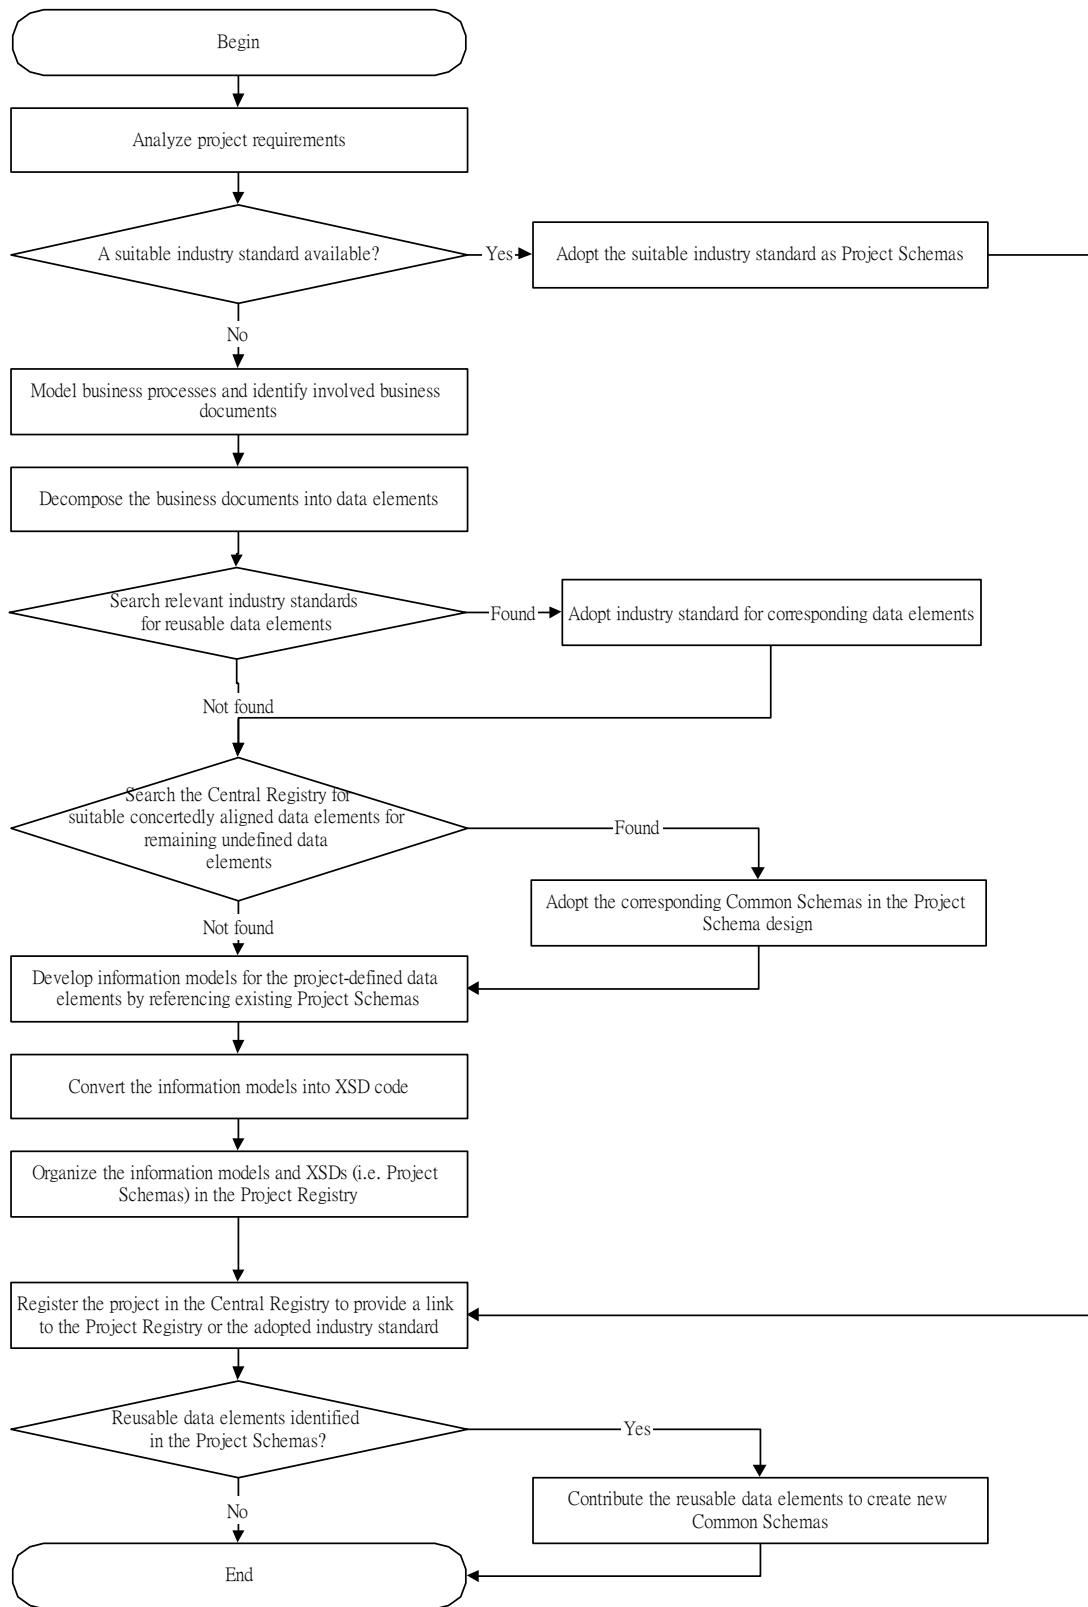 Begin
Analyze project requirements
A suitable industry standard available?
Yes
Adopt the suitable industry standard as Project Schemas
No
Model business processes and identify involved business
documents
Decompose the business documents into data elements
Search relevant industry standards
for reusable data elements
Found
Adopt industry standard for corresponding data elements
Not found
Search the Central Registry for
suitable concertedly aligned data elements for
remaining undefined data
elements
Found
Adopt the corresponding Common Schemas in the Project
Schema design
Not found
Develop information models for the project-defined data
elements by referencing existing Project Schemas
Convert the information models into XSD code
Organize the information models and XSDs (i.e. Project
Schemas) in the Project Registry
Register the project in the Central Registry to provide a link
to the Project Registry or the adopted industry standard
Reusable data elements identified
in the Project Schemas?
Yes
Contribute the reusable data elements to create new
Common Schemas
No
End